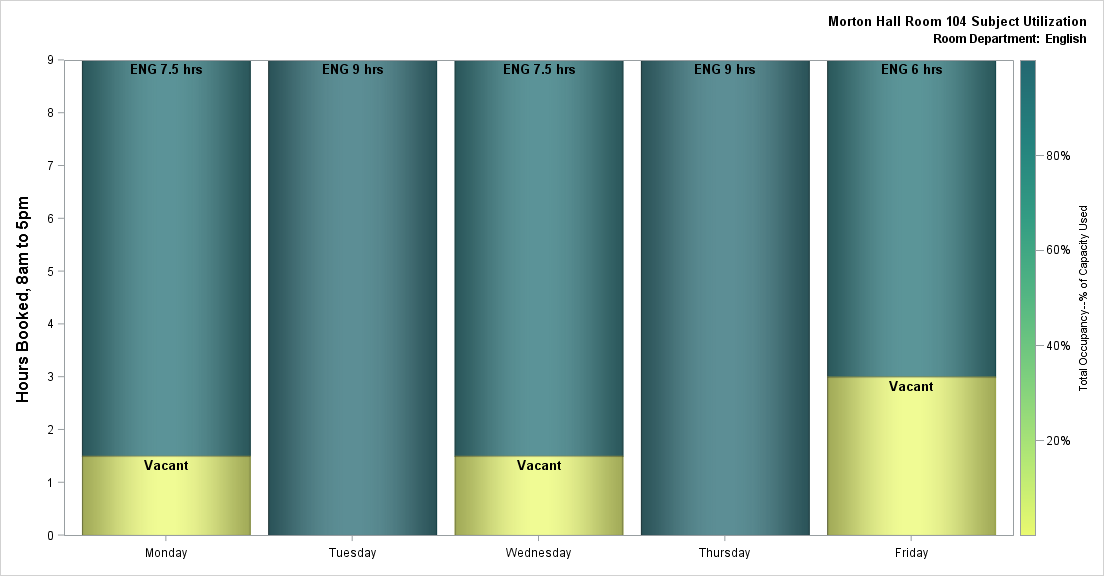 Morton Hall Room 104 Subject Utilization
Room Department: English
Hours Booked, 8am to 5pm
9
8
7
6
5
4
3
2
1
0
ENG 7.5 hrs
ENG 9 hrs
ENG 7.5 hrs
ENG 9 hrs
ENG 6 hrs
Vacant
Vacant
Vacant
Monday
Tuesday
Wednesday
Thursday
Friday
80%
60%
40%
20%
Total Occupancy--% of Capacity Used